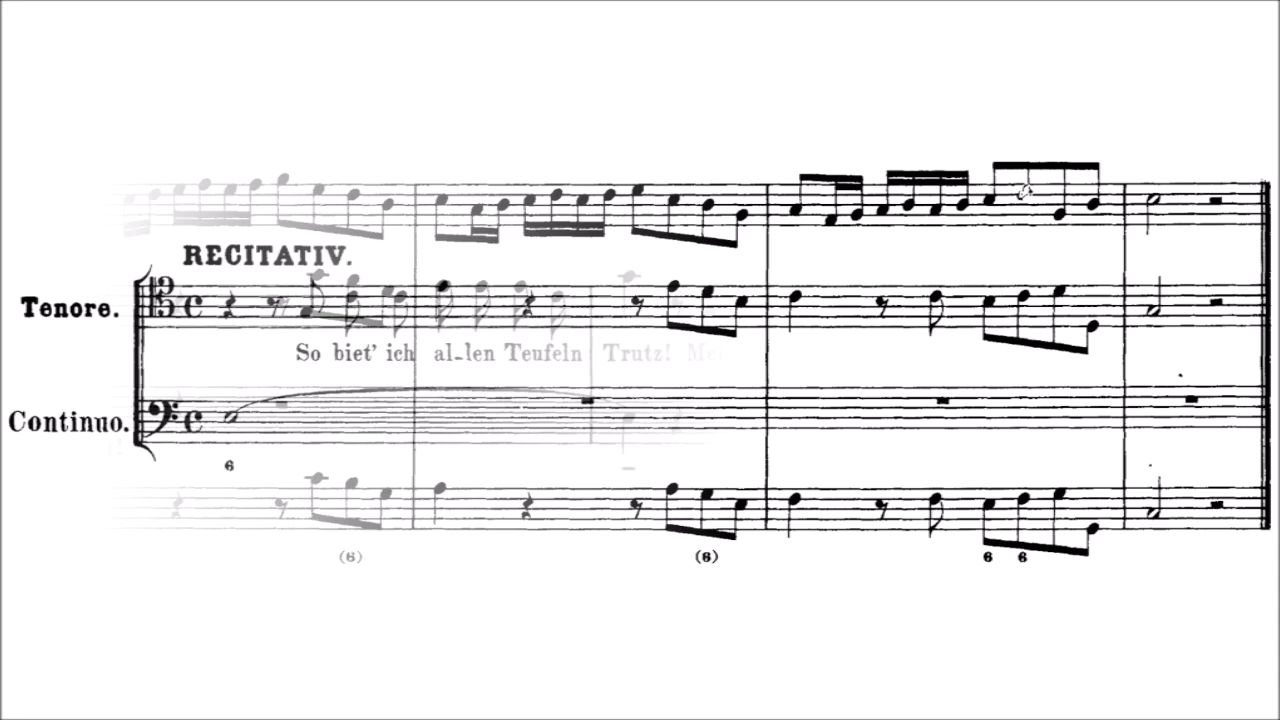 RECITATIV.
Tenore.
So biet' ich al-len Teufeln Trutz!
Continuo.
6
(6) (6) 6 6